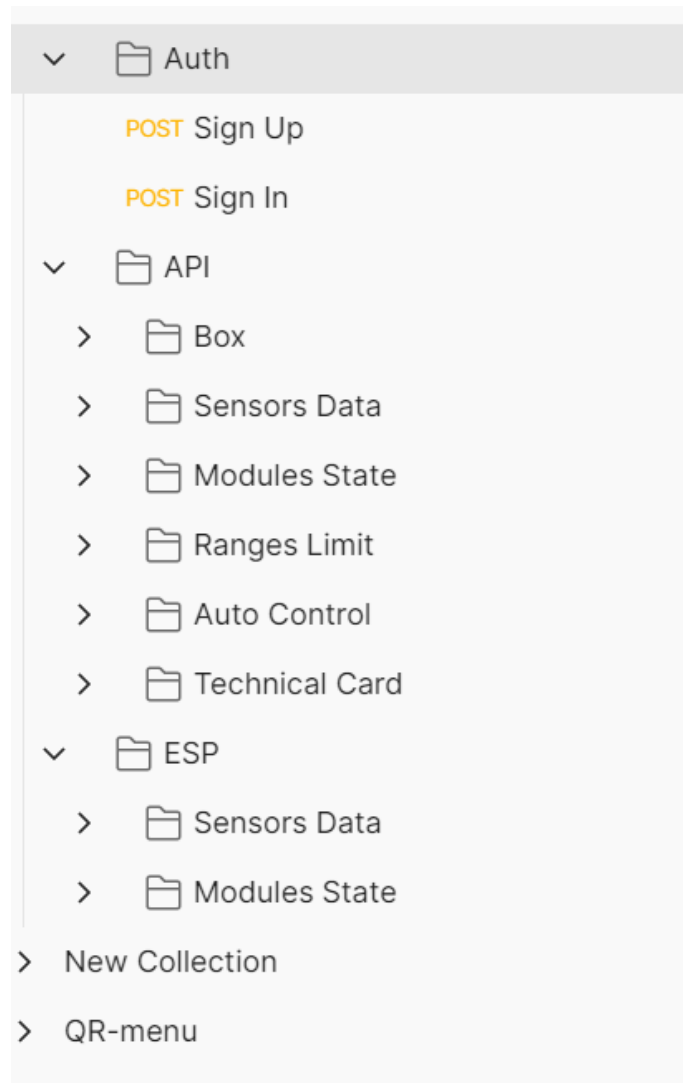 Auth
POST Sign Up
POST Sign In
API
Box
Sensors Data
Modules State
Ranges Limit
Auto Control
Technical Card
ESP
Sensors Data
Modules State
New Collection
QR-menu